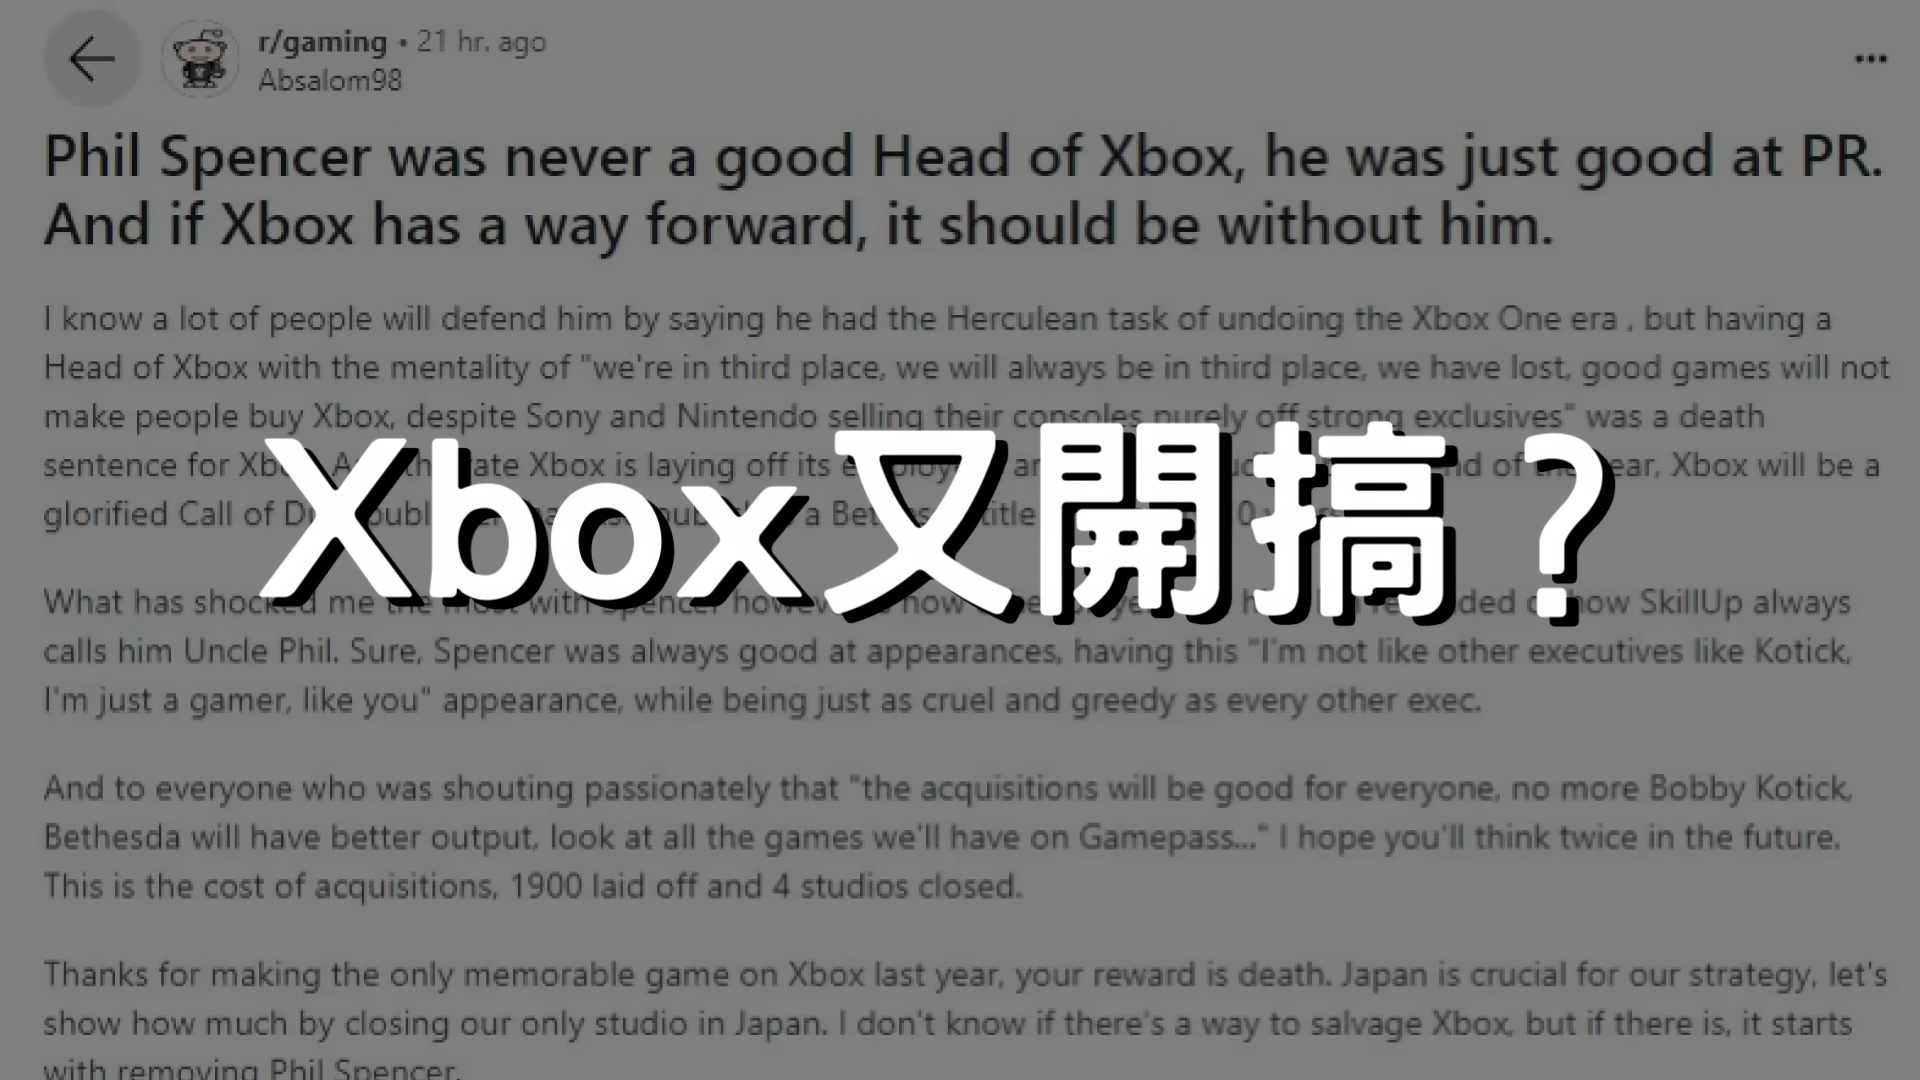 r/gaming • 21 hr. ago
Absalom98
Phil Spencer was never a good Head of Xbox, he was just good at PR.
And if Xbox has a way forward, it should be without him.
I know a lot of people will defend him by saying he had the Herculean task of undoing the Xbox One era , but having a
Head of Xbox with the mentality of "we're in third place, we will always be in third place, we have lost, good games will not
make people buy Xbox, despite Sony and Nintendo selling their consoles purely off strong exclusives" was a death
sentence for Xbox is laying off its Xbox will be a
glorified Call of a title
Xbox又開搞？
What has shocked me with Spencer how SkillUp always
calls him Uncle Phil. Sure, Spencer was always good at appearances, having this "I'm not like other executives like Kotick,
I'm just a gamer, like you" appearance, while being just as cruel and greedy as every other exec.
And to everyone who was shouting passionately that "the acquisitions will be good for everyone, no more Bobby Kotick,
Bethesda will have better output, look at all the games we'll have on Gamepass..." I hope you'll think twice in the future.
This is the cost of acquisitions, 1900 laid off and 4 studios closed.
Thanks for making the only memorable game on Xbox last year, your reward is death. Japan is crucial for our strategy, let's
show how much by closing our only studio in Japan. I don't know if there's a way to salvage Xbox, but if there is, it starts
with removing Phil Spencer.